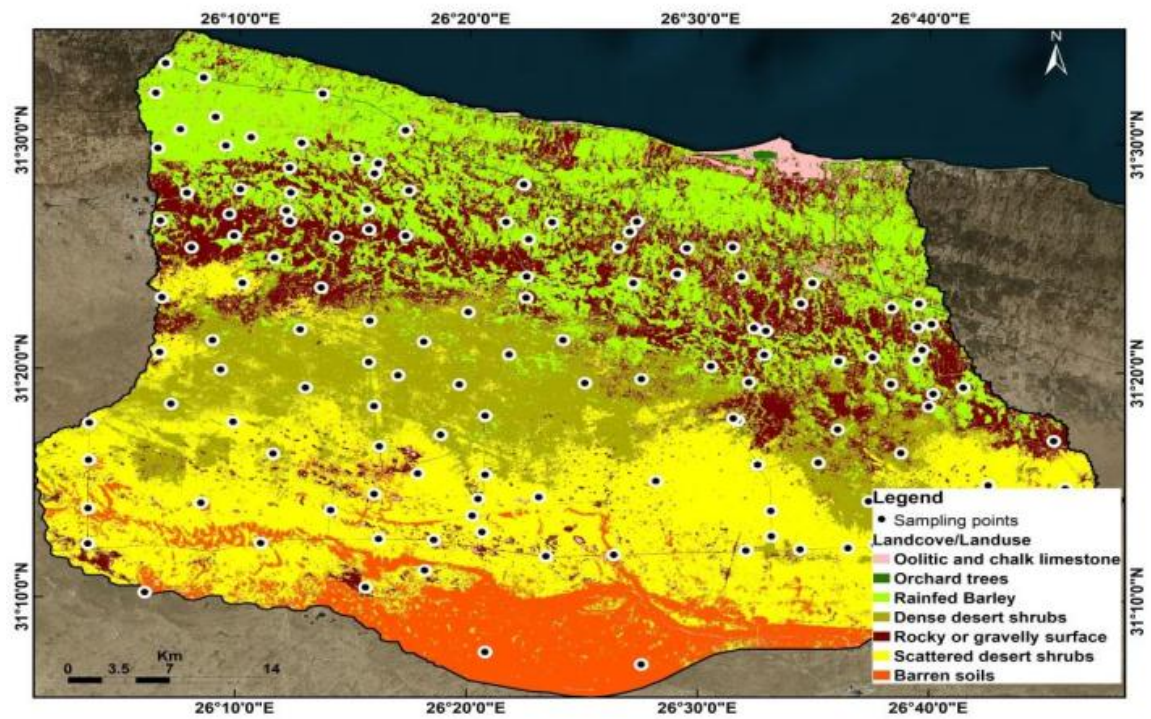 26°10'0"E 26°20'0"E 26°30'0"E 26°40'0"E
N
31°30'0"N 31°30'0"N
31°20'0"N 31°20'0"N
31°10'0"N 31°10'0"N
Legend
Sampling points
Landcove/Landuse
Oolitic and chalk limestone
Orchard trees
Rainfed Barley
Dense desert shrubs
Rocky or gravelly surface
Scattered desert shrubs
Barren soils
Km
0 3.5 7 14
26°10'0"E 26°20'0"E 26°30'0"E 26°40'0"E